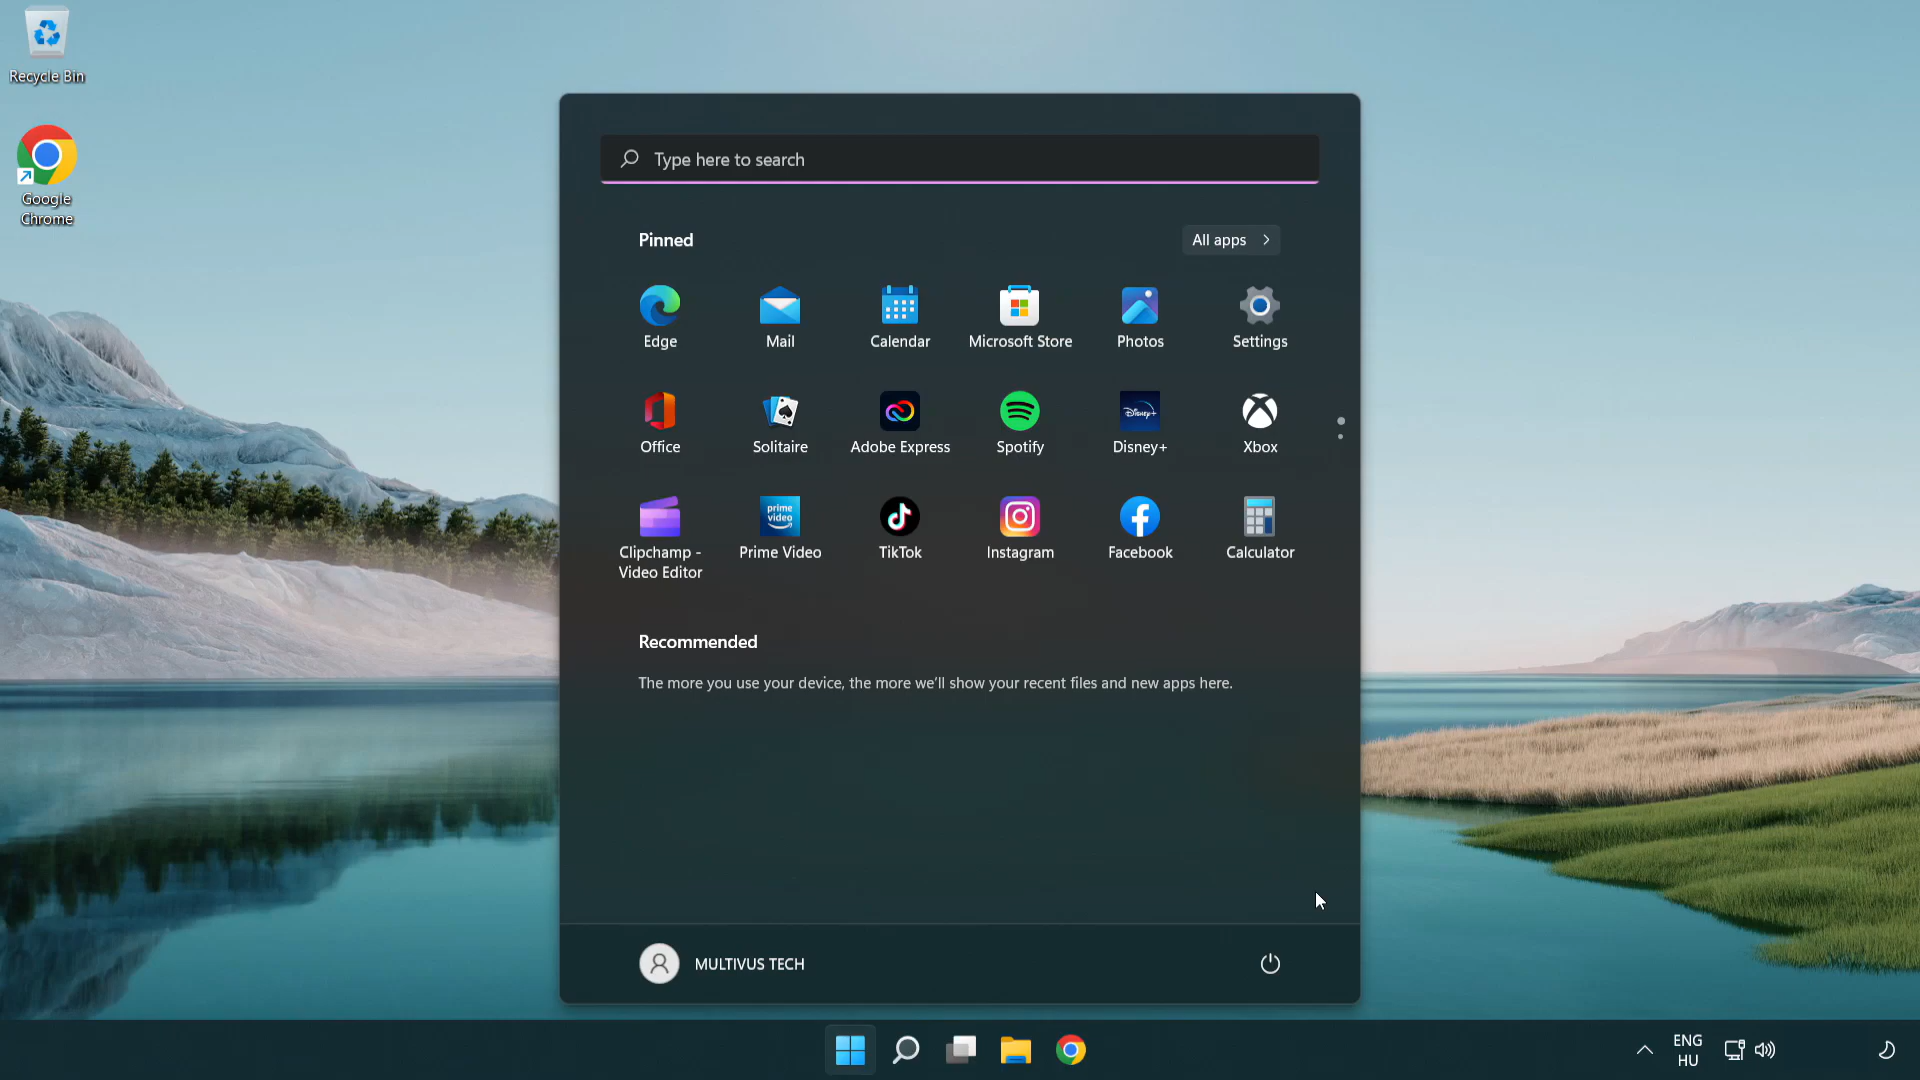 Recycle Bin
Google
Chrome
Type here to search
Pinned
All apps
Edge
Mail
Calendar
Microsoft Store
Photos
Settings
Office
Solitaire
Adobe Express
Spotify
Disney+
Disney+
Xbox
prime
video
Clipchamp -
Video Editor
Prime Video
TikTok
Instagram
Facebook
Calculator
Recommended
The more you use your device, the more we’ll show your recent files and new apps here.
MULTIVUS TECH
ENG
HU